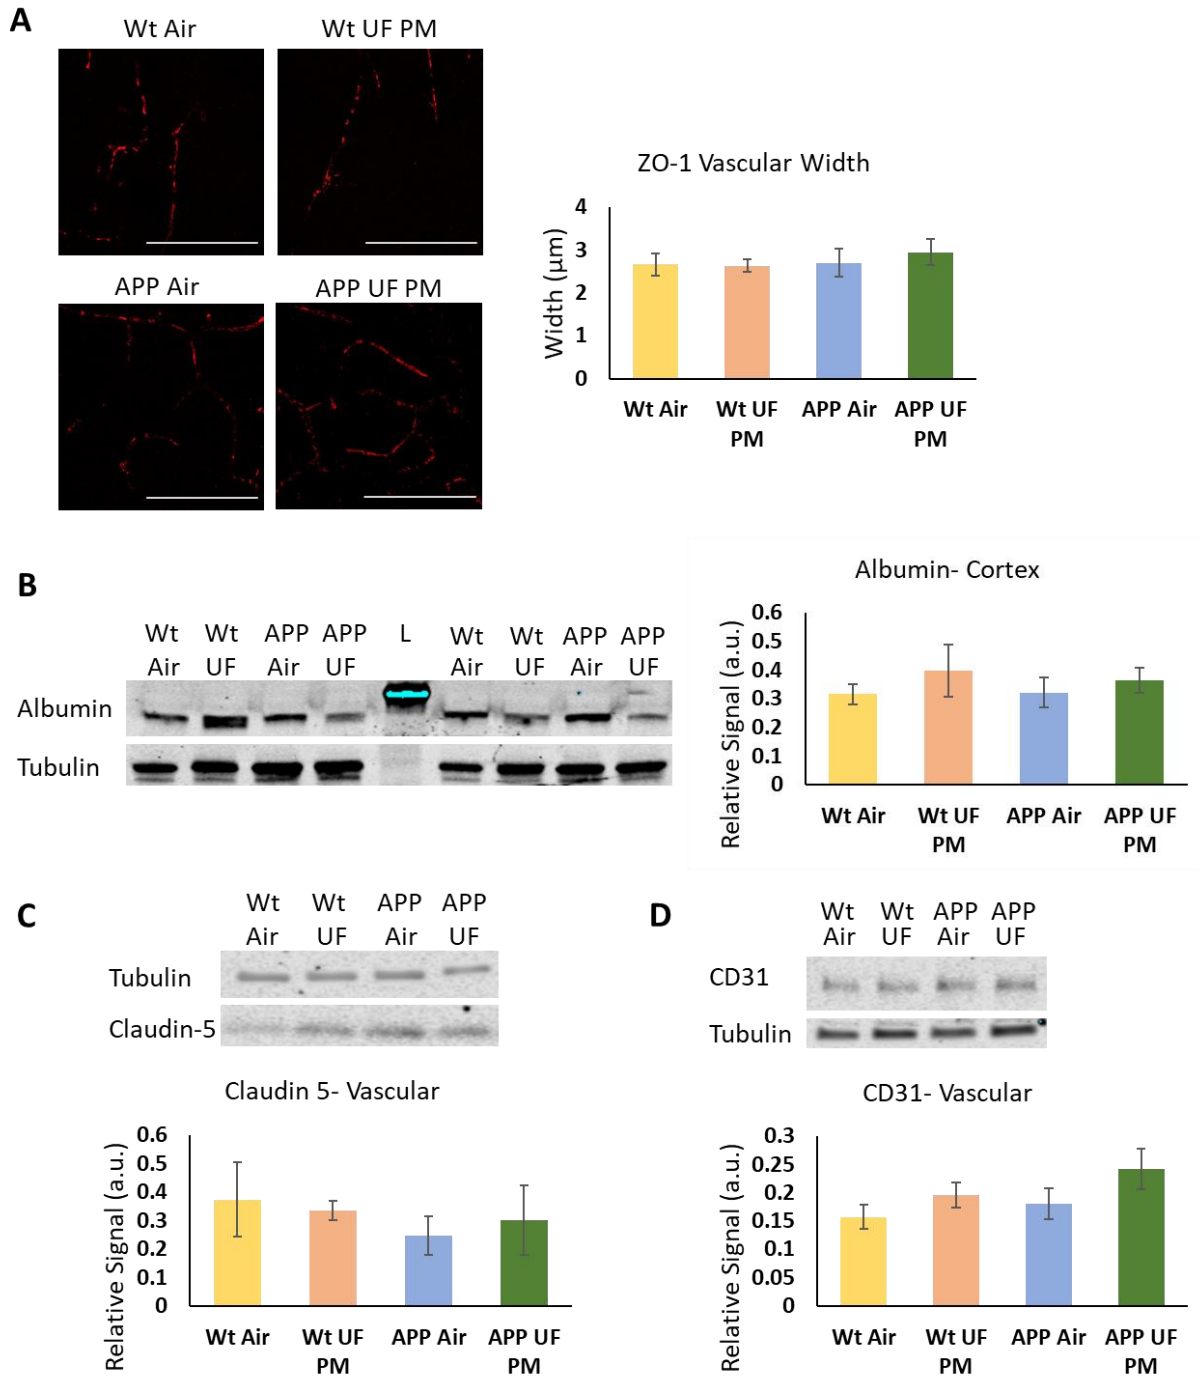 A
Wt Air
Wt UF PM
APP Air
APP UF PM
ZO-1 Vascular Width
Width (µm)
4
3
2
1
0
Wt Air
Wt UF
PM
APP Air
APP UF
PM
B
Wt
Air
Wt
UF
APP
Air
APP
UF
L
Wt
Air
Wt
UF
APP
Air
APP
UF
Albumin
Tubulin
Albumin- Cortex
Relative Signal (a.u.)
0.6
0.5
0.4
0.3
0.2
0.1
0
Wt Air
Wt UF
PM
APP Air
APP UF
PM
C
Wt
Air
Wt
UF
APP
Air
APP
UF
Tubulin
Claudin-5
Claudin 5- Vascular
Relative Signal (a.u.)
0.6
0.5
0.4
0.3
0.2
0.1
0
Wt Air
Wt UF
PM
APP Air
APP UF
PM
D
Wt
Air
Wt
UF
APP
Air
APP
UF
CD31
Tubulin
CD31- Vascular
Relative Signal (a.u.)
0.3
0.25
0.2
0.15
0.1
0.05
0
Wt Air
Wt UF
PM
APP Air
APP UF
PM